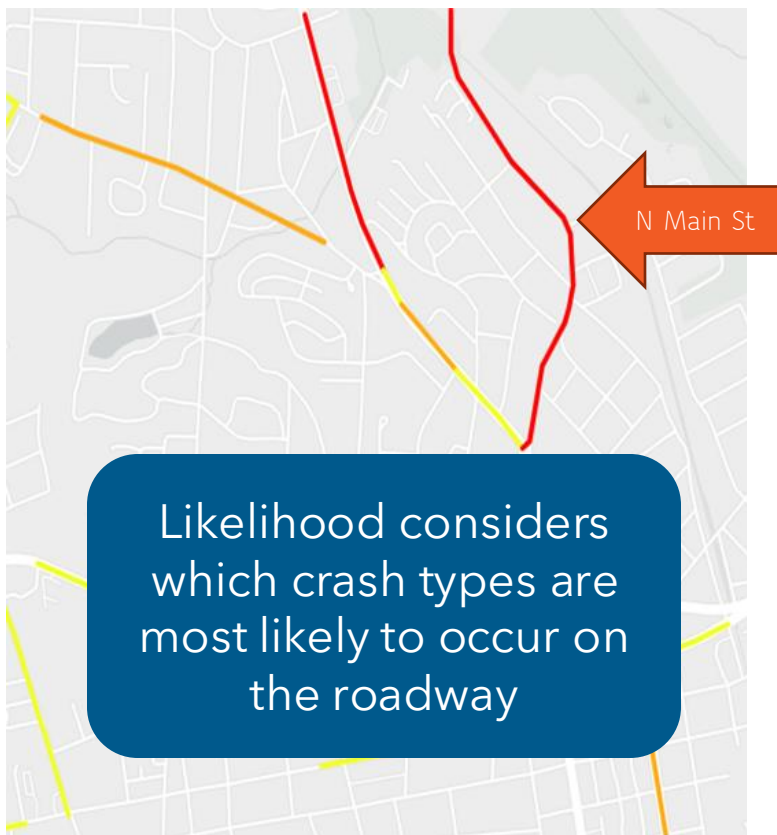 N Main St
Likelihood considers
which crash types are
most likely to occur on
the roadway